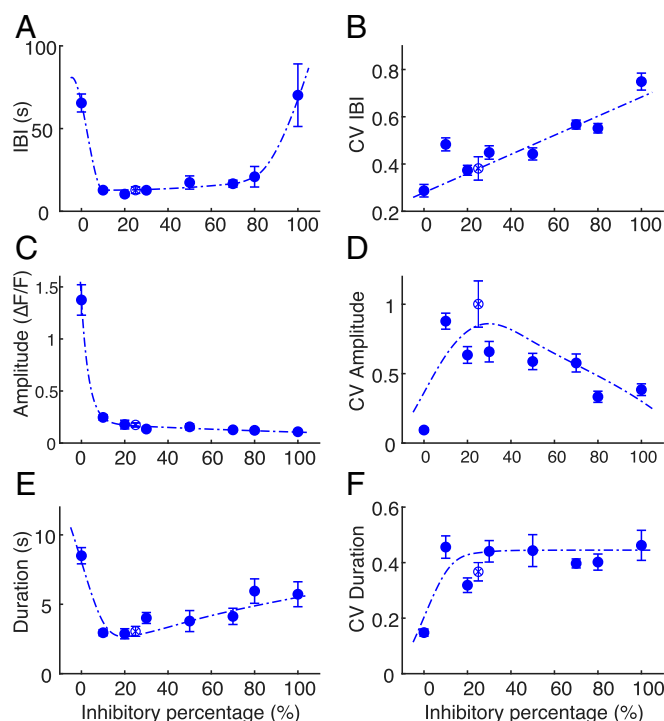 A
100
50
0
IBI (s)
0 20 40 60 80 100
B
0.8
0.6
0.4
0.2
CV IBI
0 20 40 60 80 100
C
1.5
1
0.5
0
Amplitude (ΔF/F)
0 20 40 60 80 100
D
1
0.5
0
CV Amplitude
0 20 40 60 80 100
E
10
5
0
Duration (s)
0 20 40 60 80 100
Inhibitory percentage (%)
F
0.6
0.4
0.2
0
CV Duration
0 20 40 60 80 100
Inhibitory percentage (%)